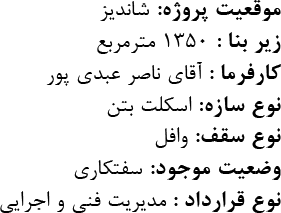 موقعیت پروژه: شاندیز
زیر بنا : ۱۳۵۰ مترمربع
کارفرما : آقای ناصر عبدی پور
نوع سازه: اسکلت بتن
نوع سقف: وافل
وضعیت موجود: سفتکاری
نوع قرارداد : مدیریت فنی و اجرایی